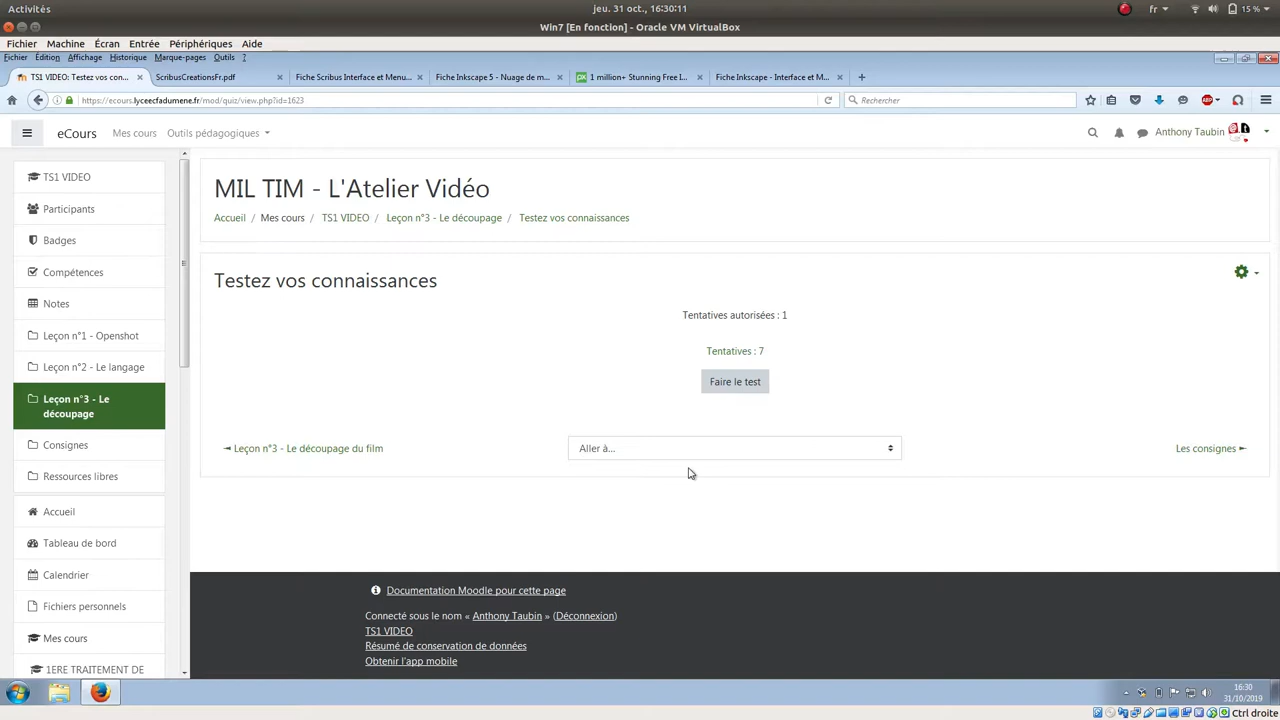 Activités
jeu. 31 oct., 16:30:11
fr
15 %
Win7 [En fonction] - Oracle VM VirtualBox
Fichier Machine Écran Entrée Périphériques Aide
Fichier Édition Affichage Historique Marque-pages Outils ?
TS1 VIDEO: Testez vos con...
ScribusCreationsFr.pdf
Fiche Scribus Interface et Menu...
Fiche Inkscape 5 - Nuage de m...
1 million+ Stunning Free I...
Fiche Inkscape - Interface et M...
https://ecours.lyceecfadumene.fr/mod/quiz/view.php?id=1623
Rechercher
eCours
Mes cours
Outils pédagogiques
Anthony Taubin
TS1 VIDEO
Participants
Badges
Compétences
Notes
Leçon n°1 - Openshot
Leçon n°2 - Le langage
Leçon n°3 - Le
découpage
Consignes
Ressources libres
Accueil
Tableau de bord
Calendrier
Fichiers personnels
Mes cours
1ERE TRAITEMENT DE
MIL TIM - L'Atelier Vidéo
Accueil / Mes cours / TS1 VIDEO / Leçon n°3 - Le découpage / Testez vos connaissances
Testez vos connaissances
Tentatives autorisées : 1
Tentatives : 7
Faire le test
◄ Leçon n°3 - Le découpage du film
Aller à...
Les consignes ►
Documentation Moodle pour cette page
Connecté sous le nom « Anthony Taubin » (Déconnexion)
TS1 VIDEO
Résumé de conservation de données
Obtenir l'app mobile
16:30
31/10/2019
Ctrl droite